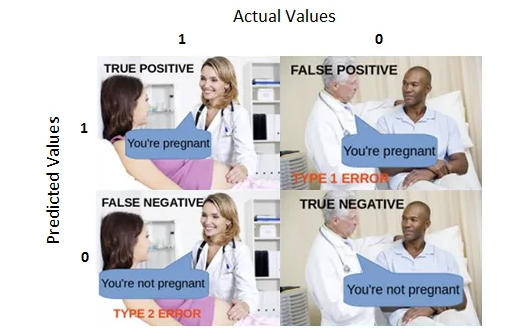 Actual Values
1 0
TRUE POSITIVE
FALSE POSITIVE
Predicted Values
1
You're pregnant
You're pregnant
TYPE 1 ERROR
FALSE NEGATIVE
TRUE NEGATIVE
0
You're not pregnant
You're not pregnant
TYPE 2 ERROR